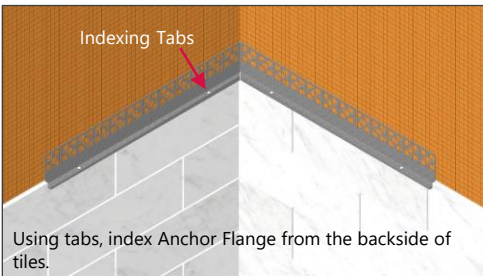 Indexing Tabs
Using tabs, index Anchor Flange from the backside of
tiles.